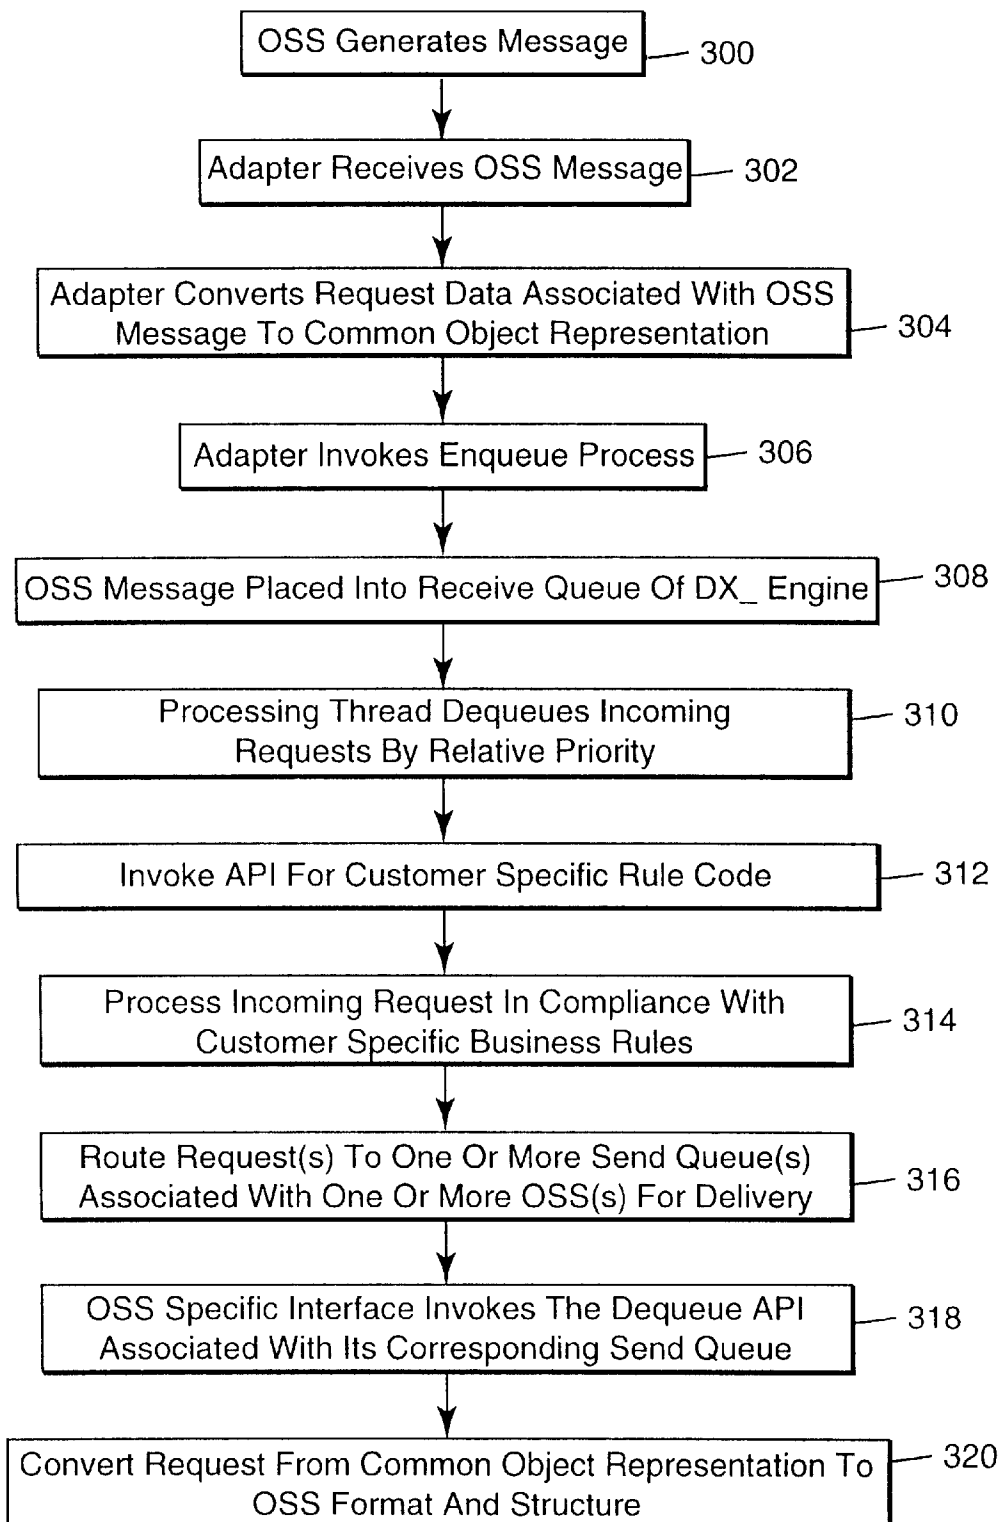 OSS Generates Message
300
Adapter Receives OSS Message
302
Adapter Converts Request Data Associated With OSS
Message To Common Object Representation
304
Adapter Invokes Enqueue Process
306
OSS Message Placed Into Receive Queue Of DX_ Engine
308
Processing Thread Dequeues Incoming
Requests By Relative Priority
310
Invoke API For Customer Specific Rule Code
312
Process Incoming Request In Compliance With
Customer Specific Business Rules
314
Route Request(s) To One Or More Send Queue(s)
Associated With One Or More OSS(s) For Delivery
316
OSS Specific Interface Invokes The Dequeue API
Associated With Its Corresponding Send Queue
318
Convert Request From Common Object Representation To
OSS Format And Structure
320